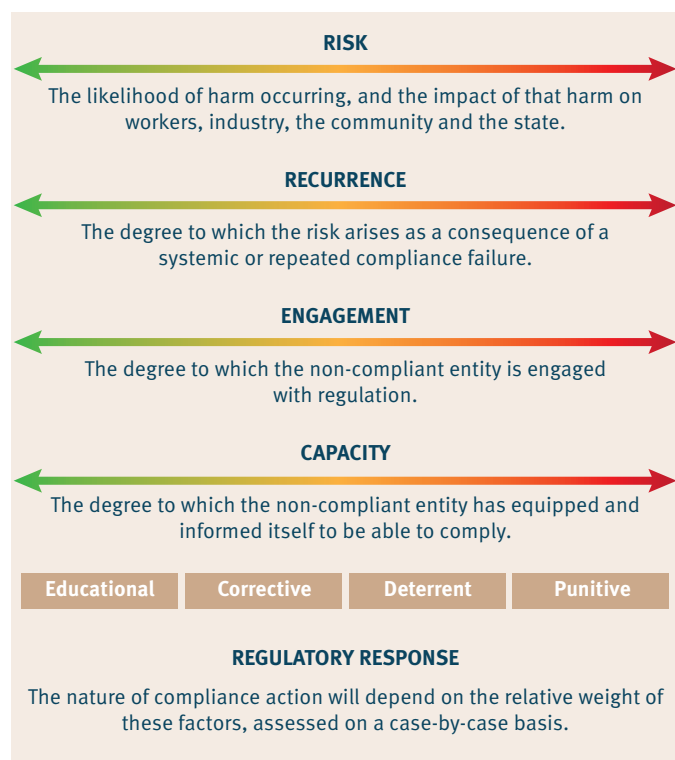 RISK
The likelihood of harm occurring, and the impact of that harm on
workers, industry, the community and the state.
RECURRENCE
The degree to which the risk arises as a consequence of a
systemic or repeated compliance failure.
ENGAGEMENT
The degree to which the non-compliant entity is engaged
with regulation.
CAPACITY
The degree to which the non-compliant entity has equipped and
informed itself to be able to comply.
Educational Corrective Deterrent Punitive
REGULATORY RESPONSE
The nature of compliance action will depend on the relative weight of
these factors, assessed on a case-by-case basis.